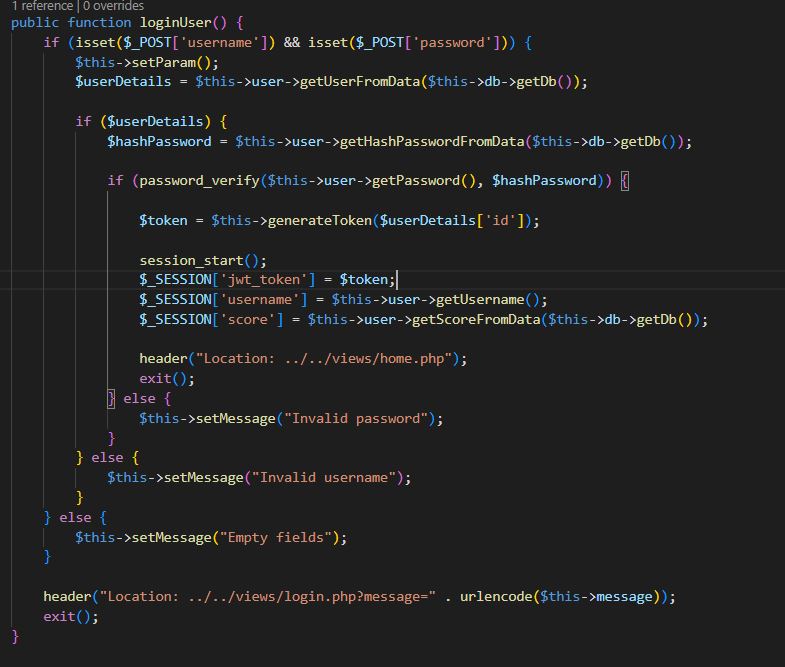 1 reference | 0 overrides
public function loginUser() {
if (isset($_POST['username']) && isset($_POST['password'])) {
$this->setParam();
$userDetails = $this->user->getUserFromData($this->db->getDb());
if ($userDetails) {
$hashPassword = $this->user->getHashPasswordFromData($this->db->getDb());
if (password_verify($this->user->getPassword(), $hashPassword)) {
$token = $this->generateToken($userDetails['id']);
session_start();
$_SESSION['jwt_token'] = $token;
$_SESSION['username'] = $this->user->getUsername();
$_SESSION['score'] = $this->user->getScoreFromData($this->db->getDb());
header("Location: ../../views/home.php");
exit();
} else {
$this->setMessage("Invalid password");
}
} else {
$this->setMessage("Invalid username");
}
} else {
$this->setMessage("Empty fields");
}
header("Location: ../../views/login.php?message=" . urlencode($this->message));
exit();
}